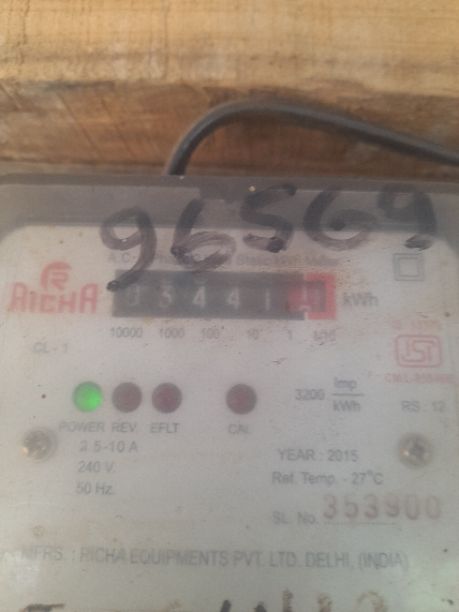 96569
RICHA
kWh
10000 1000 100 10 1 1/10
CL - 1
3200 Imp/kWh
RS : 12
POWER REV. EFLT CAL
2.5-10 A
240 V.
50 Hz.
YEAR : 2015
Ref. Temp. - 27°C
SL. No. 353900
MFRS. : RICHA EQUIPMENTS PVT. LTD. DELHI, (INDIA)